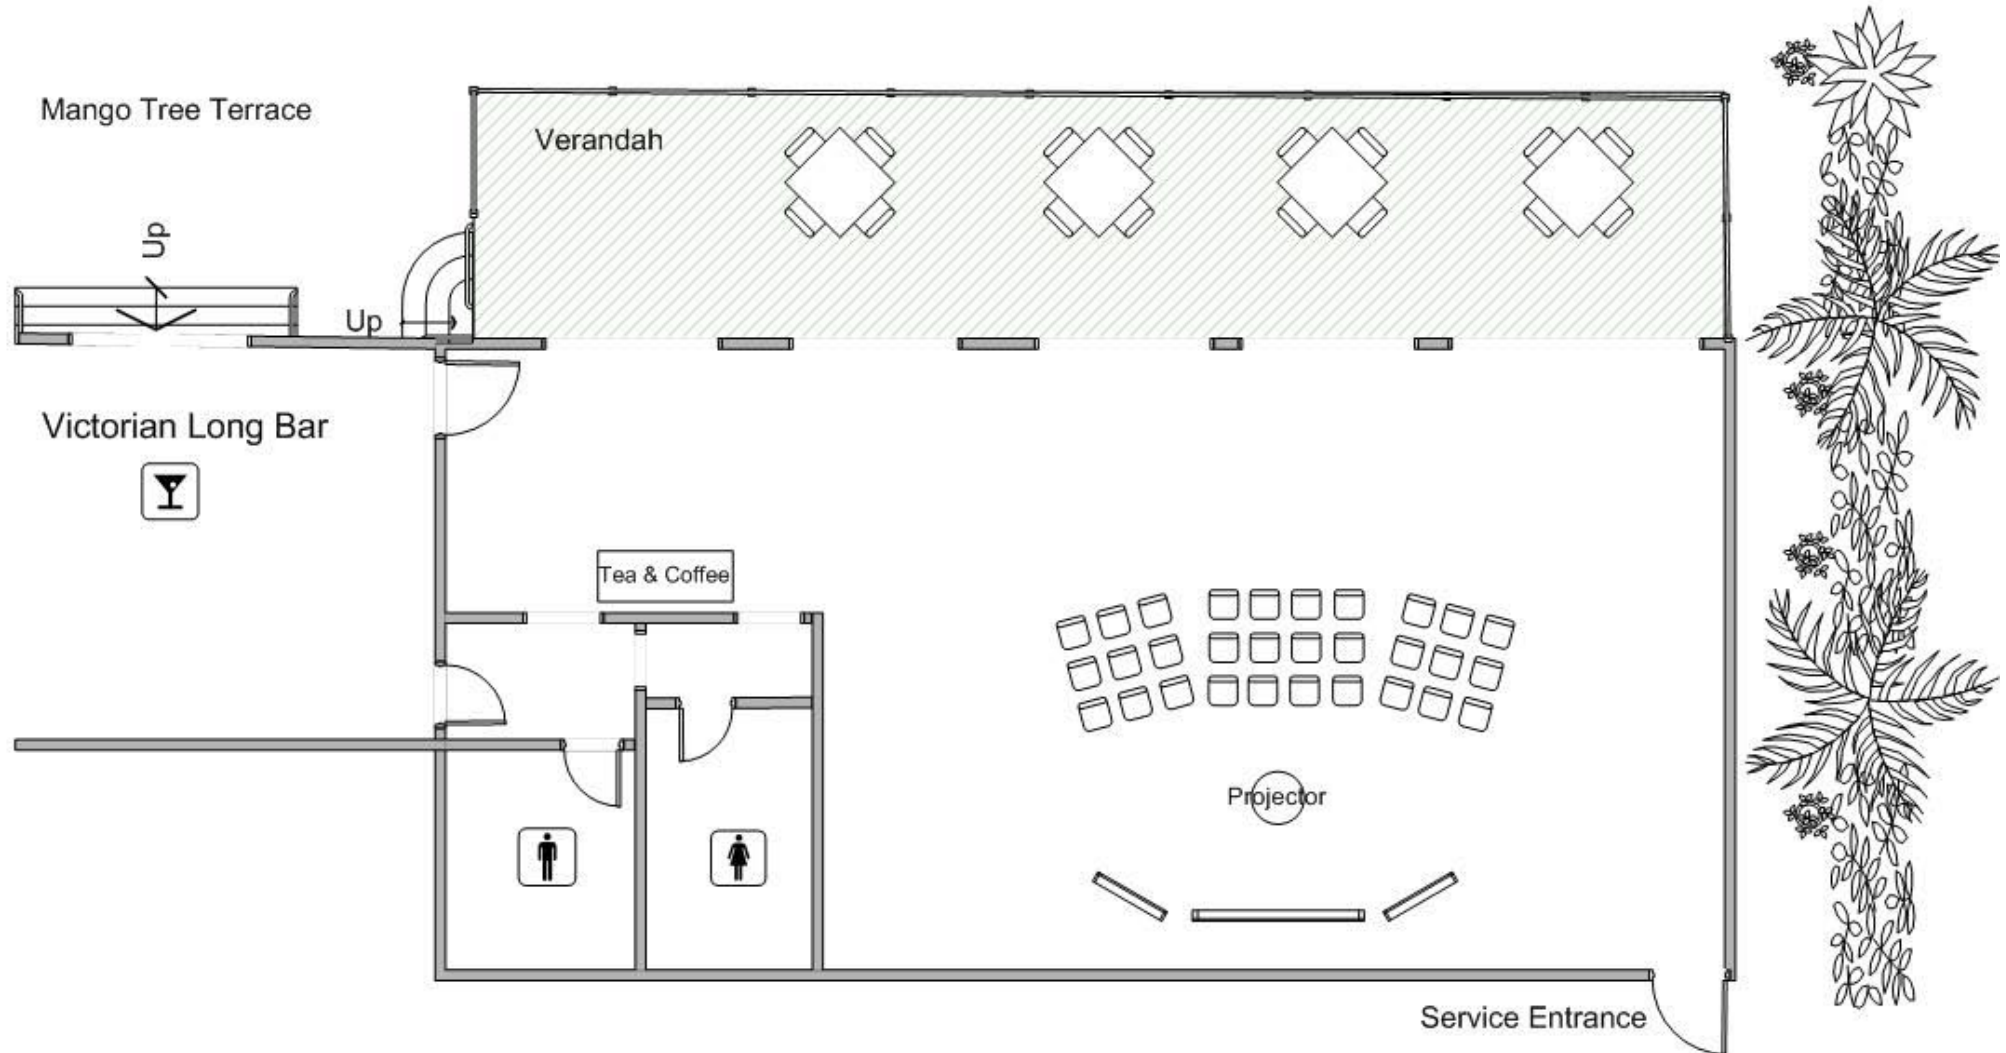 Mango Tree Terrace
Verandah
Up
Up
Victorian Long Bar
Tea & Coffee
Projector
Service Entrance